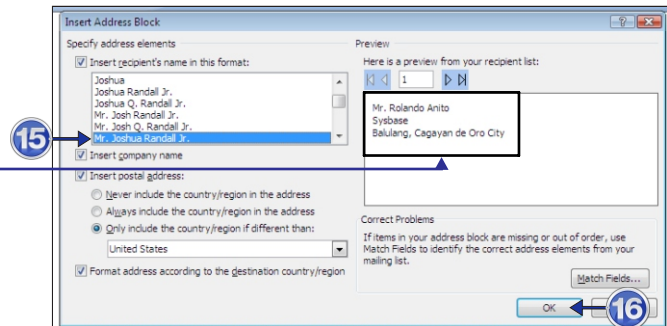 Insert Address Block
Specify address elements
Insert recipient's name in this format:
Joshua
Joshua Randall Jr.
Joshua Q. Randall Jr.
Mr. Josh Randall Jr.
Mr. Josh Q. Randall Jr.
Mr. Joshua Randall Jr.
15
Insert company name
Insert postal address:
Never include the country/region in the address
Always include the country/region in the address
Only include the country/region if different than:
United States
Format address according to the destination country/region
Preview
Here is a preview from your recipient list:
1
Mr. Rolando Anito
Sysbase
Balulang, Cagayan de Oro City
Correct Problems
If items in your address block are missing or out of order, use
Match Fields to identify the correct address elements from your
mailing list.
Match Fields...
OK
16